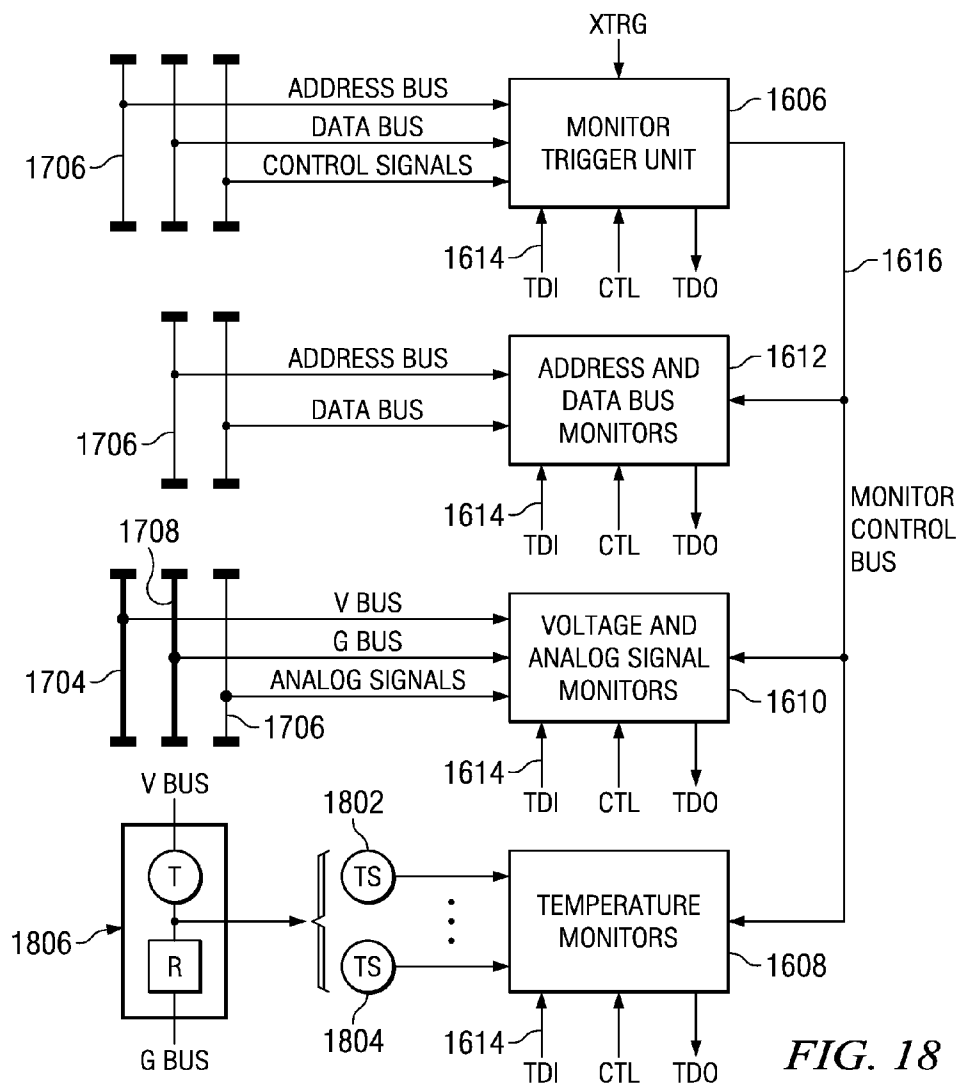 XTRG
ADDRESS BUS
DATA BUS
CONTROL SIGNALS
1706
MONITOR
TRIGGER UNIT
1606
1614
TDI CTL TDO
1616
ADDRESS BUS
DATA BUS
1706
ADDRESS AND
DATA BUS
MONITORS
1612
1614
TDI CTL TDO
MONITOR
CONTROL
BUS
1708
V BUS
G BUS
ANALOG SIGNALS
1704
1706
VOLTAGE AND
ANALOG SIGNAL
MONITORS
1610
1614
TDI CTL TDO
V BUS
T
R
1806
G BUS
1802
TS
TS
1804
TEMPERATURE
MONITORS
1608
1614
TDI CTL TDO
FIG. 18